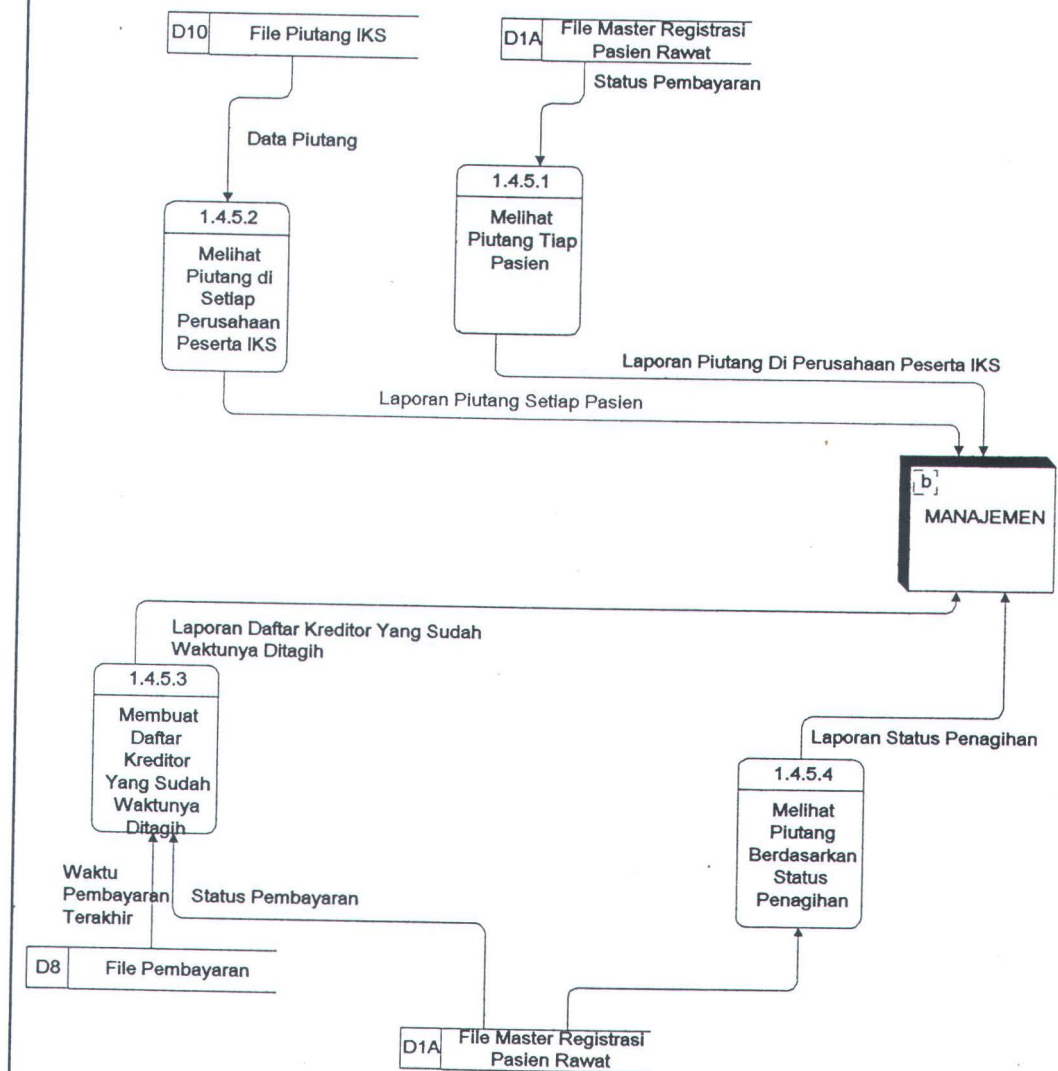 D10
File Piutang IKS
D1A
File Master Registrasi
Pasien Rawat
Status Pembayaran
Data Piutang
1.4.5.1
Melihat
Piutang Tiap
Pasien
1.4.5.2
Melihat
Piutang di
Setiap
Perusahaan
Peserta IKS
Laporan Piutang Di Perusahaan Peserta IKS
Laporan Piutang Setiap Pasien
b
MANAJEMEN
Laporan Daftar Kreditor Yang Sudah
Waktunya Ditagih
1.4.5.3
Membuat
Daftar
Kreditor
Yang Sudah
Waktunya
Ditagih
Laporan Status Penagihan
1.4.5.4
Melihat
Piutang
Berdasarkan
Status
Penagihan
Waktu
Pembayaran
Terakhir
Status Pembayaran
D8
File Pembayaran
D1A
File Master Registrasi
Pasien Rawat